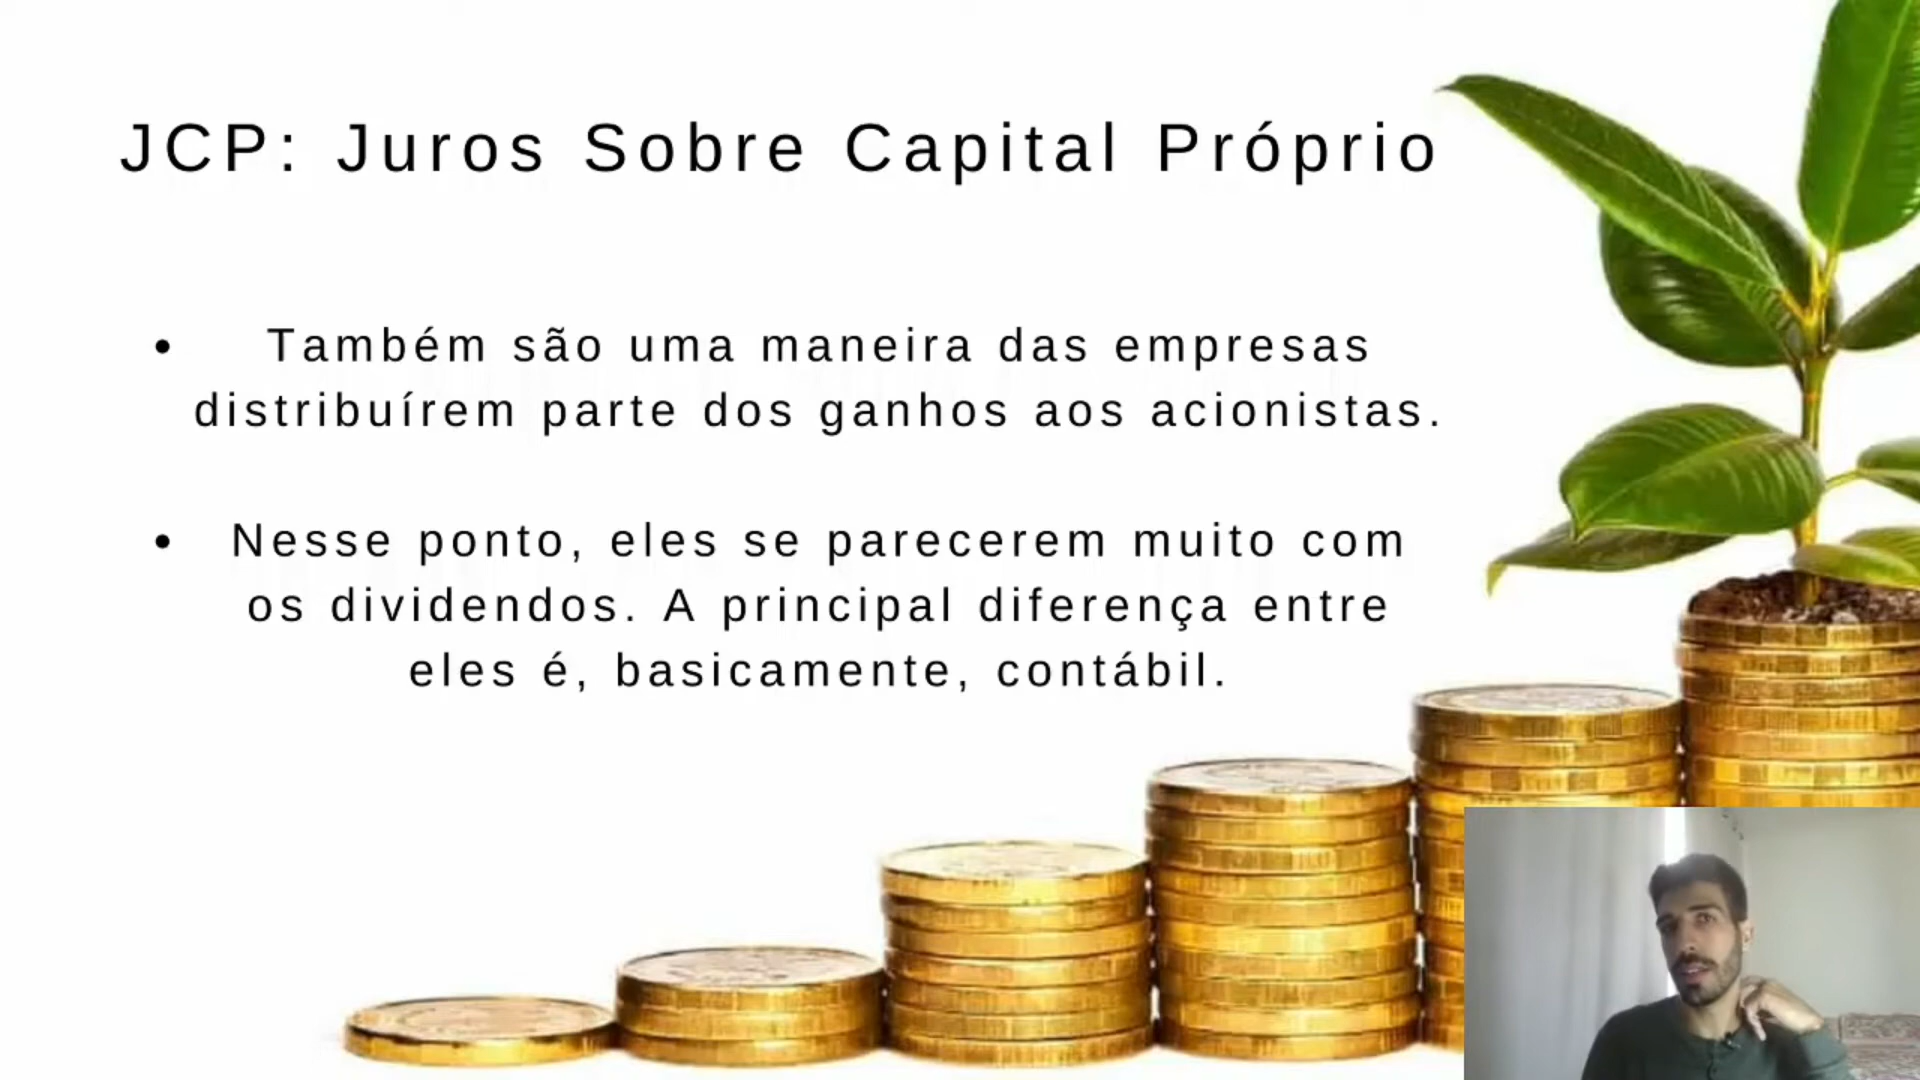 JCP: Juros Sobre Capital Próprio
• Também são uma maneira das empresas
distribuírem parte dos ganhos aos acionistas.
• Nesse ponto, eles se parecerem muito com
os dividendos. A principal diferença entre
eles é, basicamente, contábil.